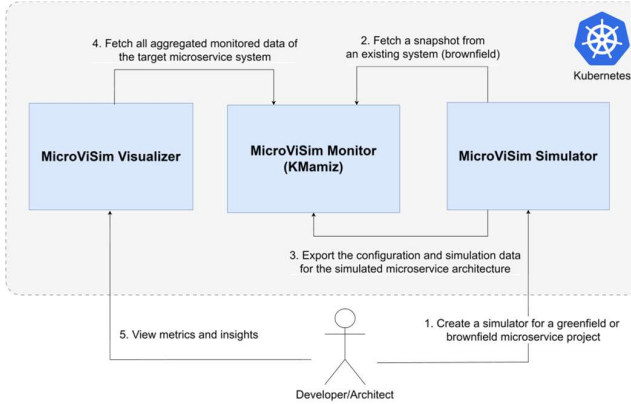 4. Fetch all aggregated monitored data of
the target microservice system
2. Fetch a snapshot from
an existing system (brownfield)
Kubernetes
MicroViSim Visualizer
MicroViSim Monitor
(KMamiz)
MicroViSim Simulator
3. Export the configuration and simulation data
for the simulated microservice architecture
5. View metrics and insights
1. Create a simulator for a greenfield or
brownfield microservice project
Developer/Architect